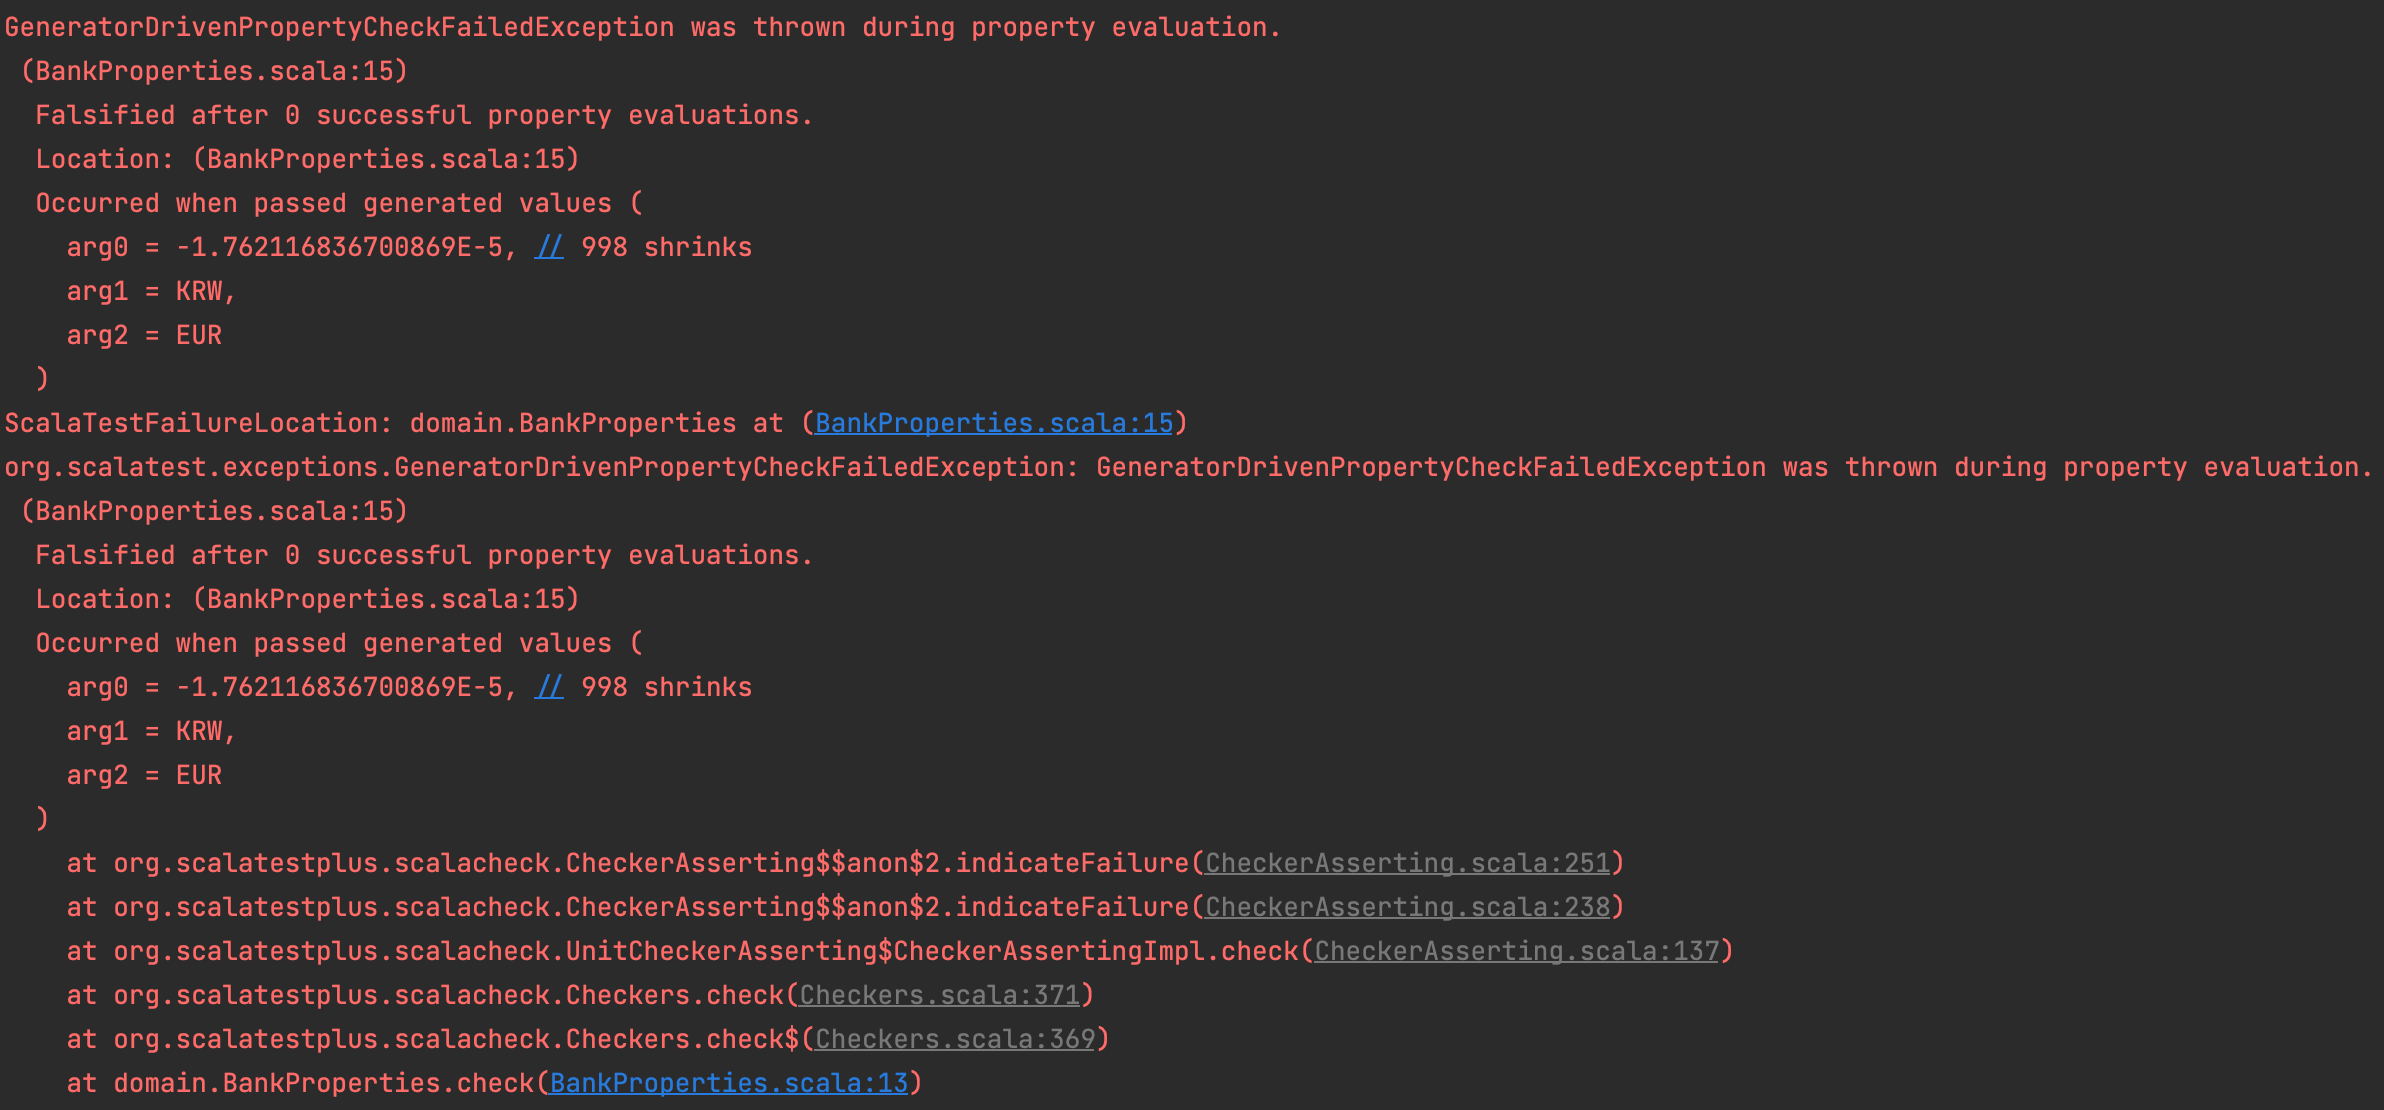 GeneratorDrivenPropertyCheckFailedException was thrown during property evaluation.
(BankProperties.scala:15)
Falsified after 0 successful property evaluations.
Location: (BankProperties.scala:15)
Occurred when passed generated values (
arg0 = -1.762116836700869E-5, // 998 shrinks
arg1 = KRW,
arg2 = EUR
)
ScalaTestFailureLocation: domain.BankProperties at (BankProperties.scala:15)
org.scalatest.exceptions.GeneratorDrivenPropertyCheckFailedException: GeneratorDrivenPropertyCheckFailedException was thrown during property evaluation.
(BankProperties.scala:15)
Falsified after 0 successful property evaluations.
Location: (BankProperties.scala:15)
Occurred when passed generated values (
arg0 = -1.762116836700869E-5, // 998 shrinks
arg1 = KRW,
arg2 = EUR
)
at org.scalatestplus.scalacheck.CheckerAsserting$$anon$2.indicateFailure(CheckerAsserting.scala:251)
at org.scalatestplus.scalacheck.CheckerAsserting$$anon$2.indicateFailure(CheckerAsserting.scala:238)
at org.scalatestplus.scalacheck.UnitCheckerAsserting$CheckerAssertingImpl.check(CheckerAsserting.scala:137)
at org.scalatestplus.scalacheck.Checkers.check(Checkers.scala:371)
at org.scalatestplus.scalacheck.Checkers.check$(Checkers.scala:369)
at domain.BankProperties.check(BankProperties.scala:13)